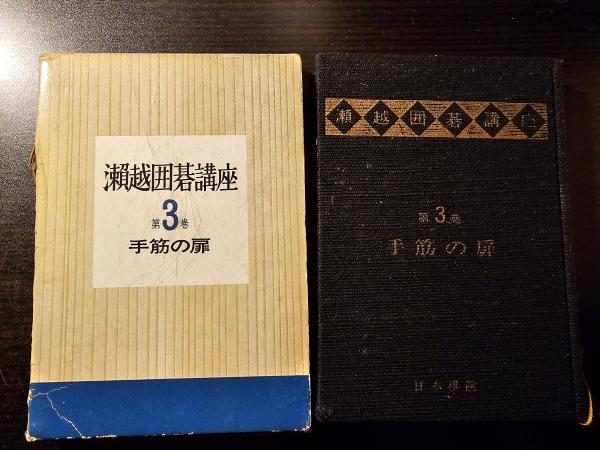 瀬越囲碁講座
第3巻
手筋の扉
瀬越囲碁講座
第3巻
手筋の扉
日本棋院